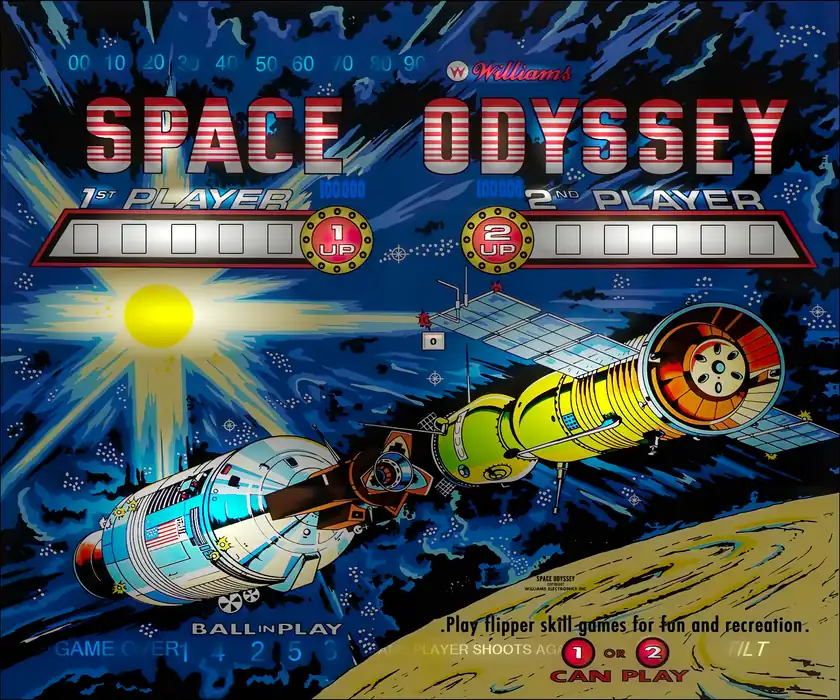 00 10 20 30 40 50 60 70 80 90
W Williams
SPACE ODYSSEY
1ST PLAYER
100,000
100,000
2ND PLAYER
1 UP
2 UP
0
SPACE ODYSSEY
COPYRIGHT
WILLIAMS ELECTRONICS INC
.Play flipper skill games for fun and recreation.
BALL IN PLAY
GAME OVER
1 4 2 5 3
PLAYER SHOOTS AGA
1 OR 2
CAN PLAY
TILT